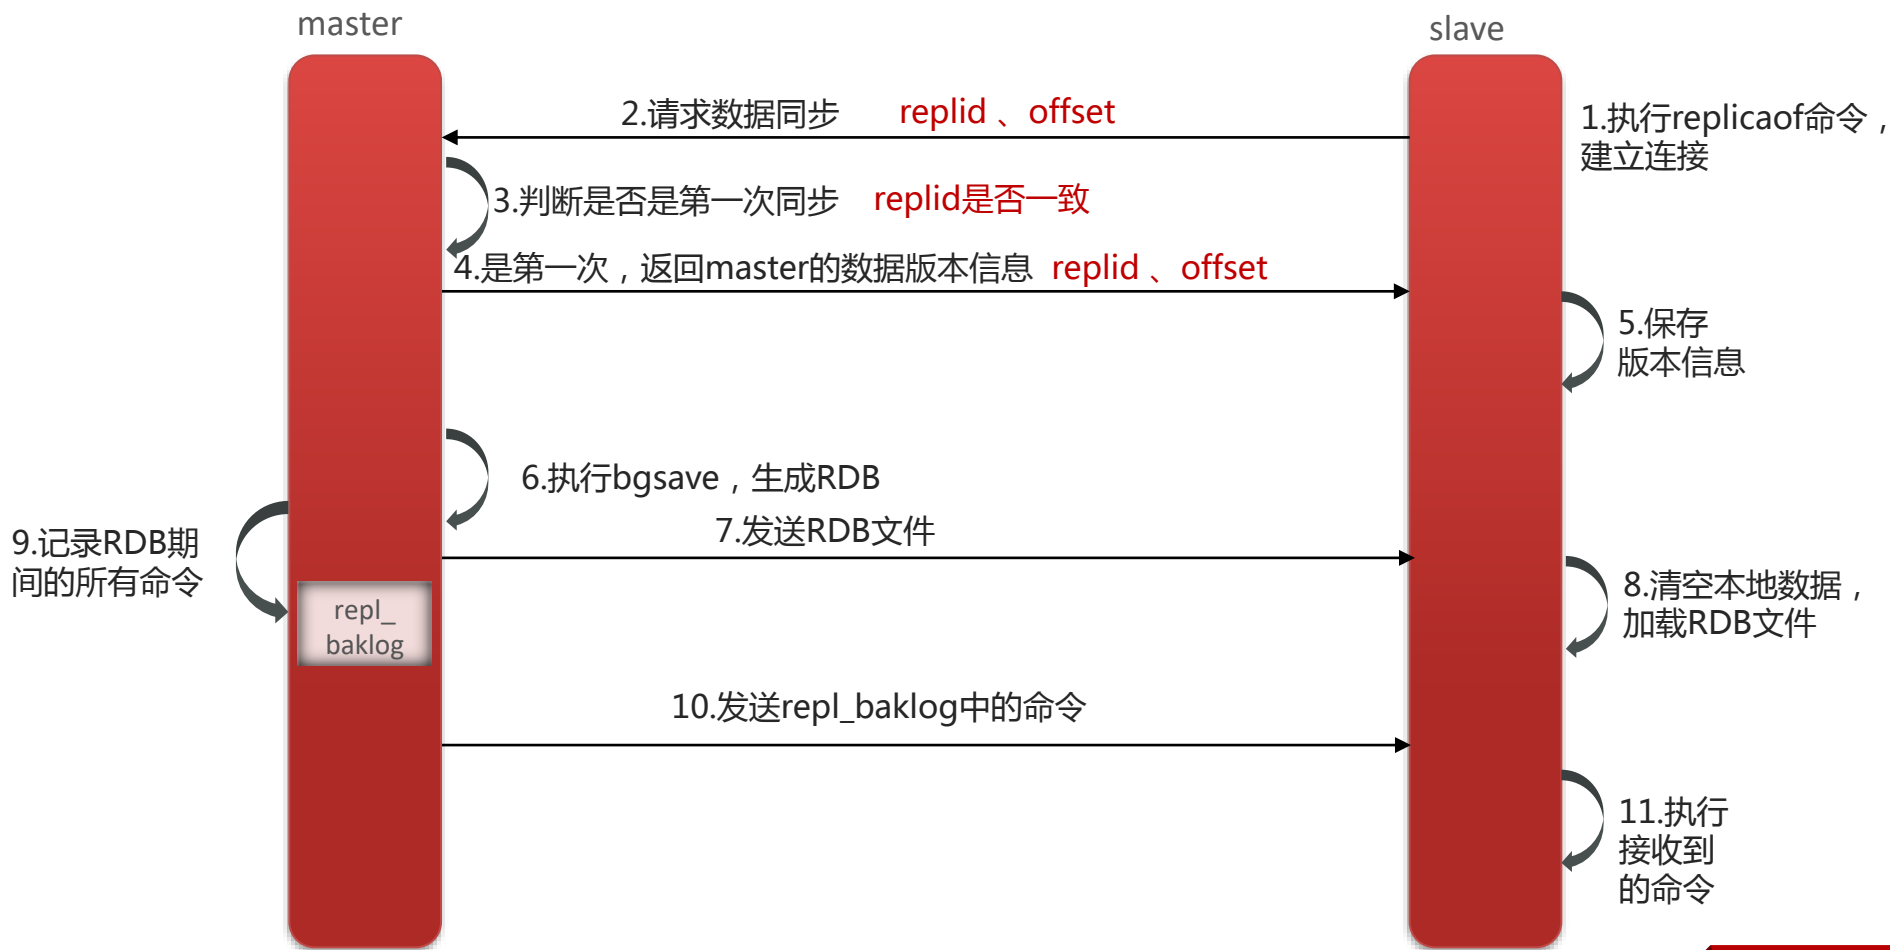 master
slave
2.请求数据同步 replid 、offset
1.执行replicaof命令，
建立连接
3.判断是否是第一次同步 replid是否一致
4.是第一次，返回master的数据版本信息 replid 、offset
5.保存
版本信息
6.执行bgsave，生成RDB
7.发送RDB文件
9.记录RDB期
间的所有命令
repl_
baklog
8.清空本地数据，
加载RDB文件
10.发送repl_baklog中的命令
11.执行
接收到
的命令